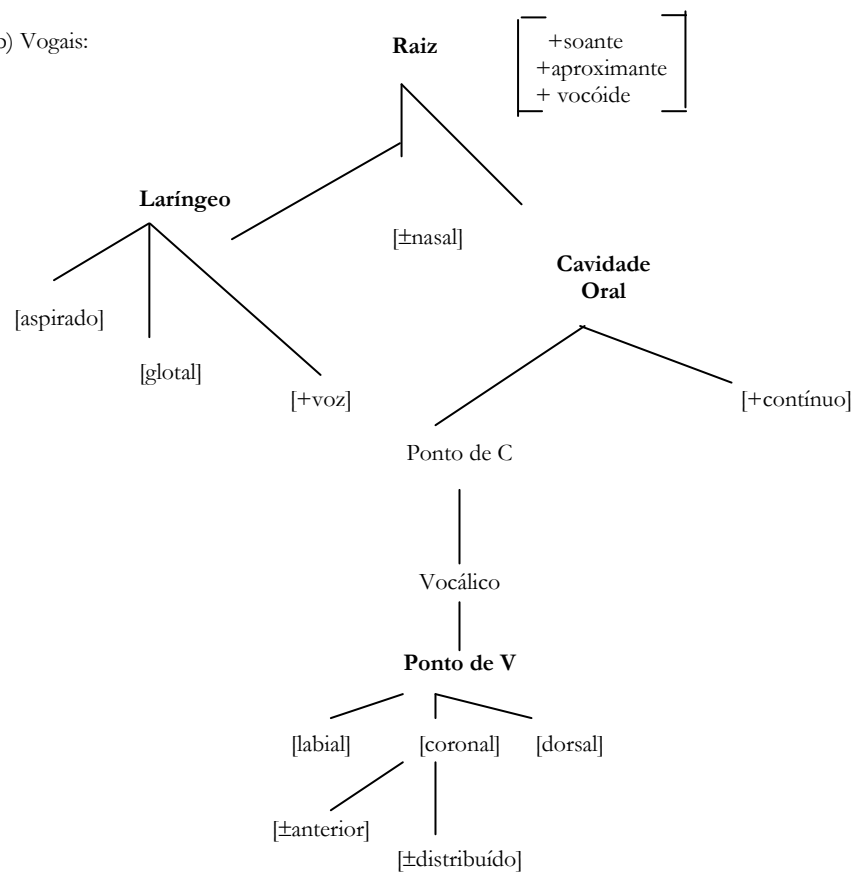 b) Vogais:
Raiz
+soante
+aproximante
+ vocóide
Laríngeo
[±nasal]
Cavidade
Oral
[aspirado]
[glotal]
[+voz]
[+contínuo]
Ponto de C
Vocálico
Ponto de V
[labial] [coronal] [dorsal]
[±anterior]
[±distribuído]